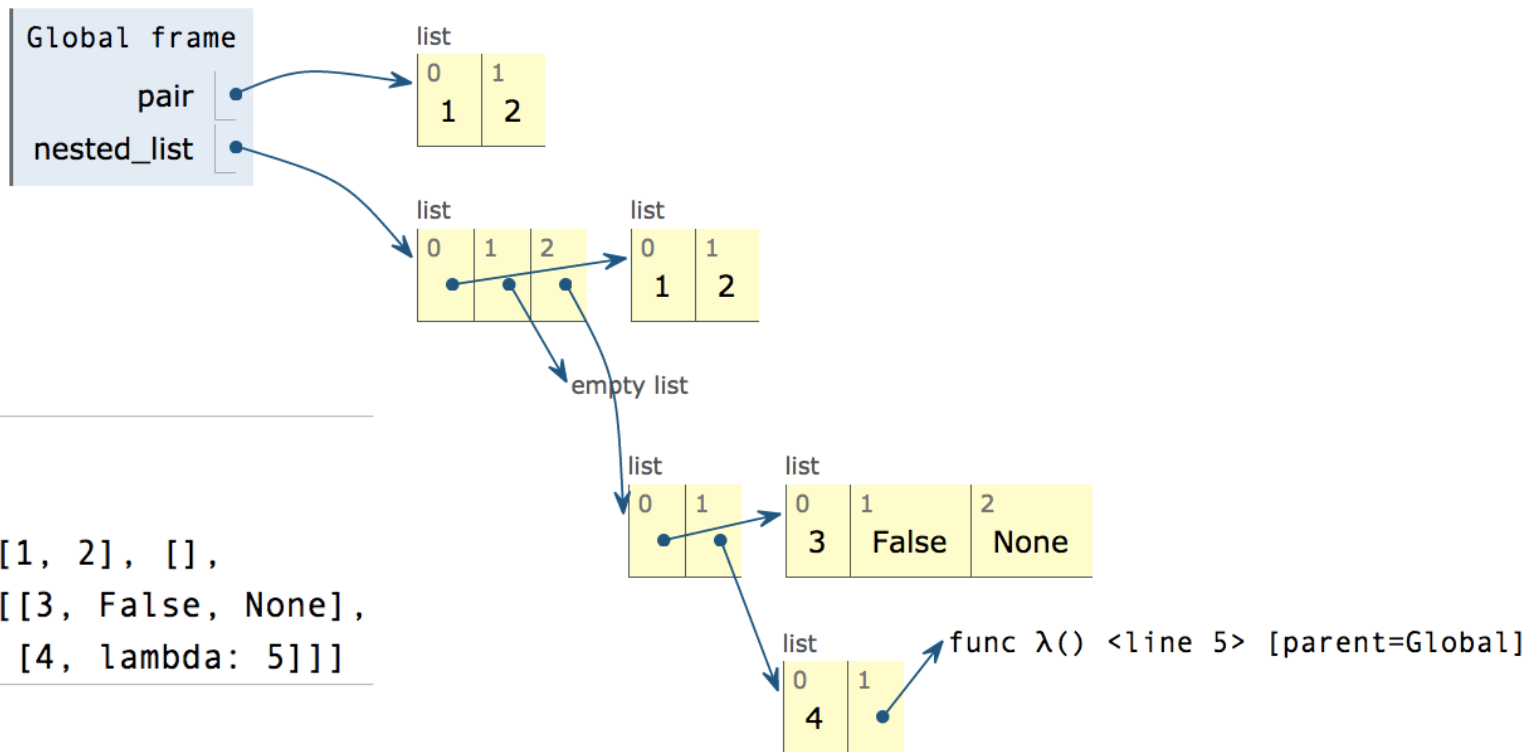 Global frame
pair
nested_list
list
0 1
1 2
list
0 1 2
list
0 1
1 2
empty list
list
0 1
list
0 1 2
3 False None
list
0 1
4
func λ() <line 5> [parent=Global]
[1, 2], [],
[[3, False, None],
[4, lambda: 5]]]